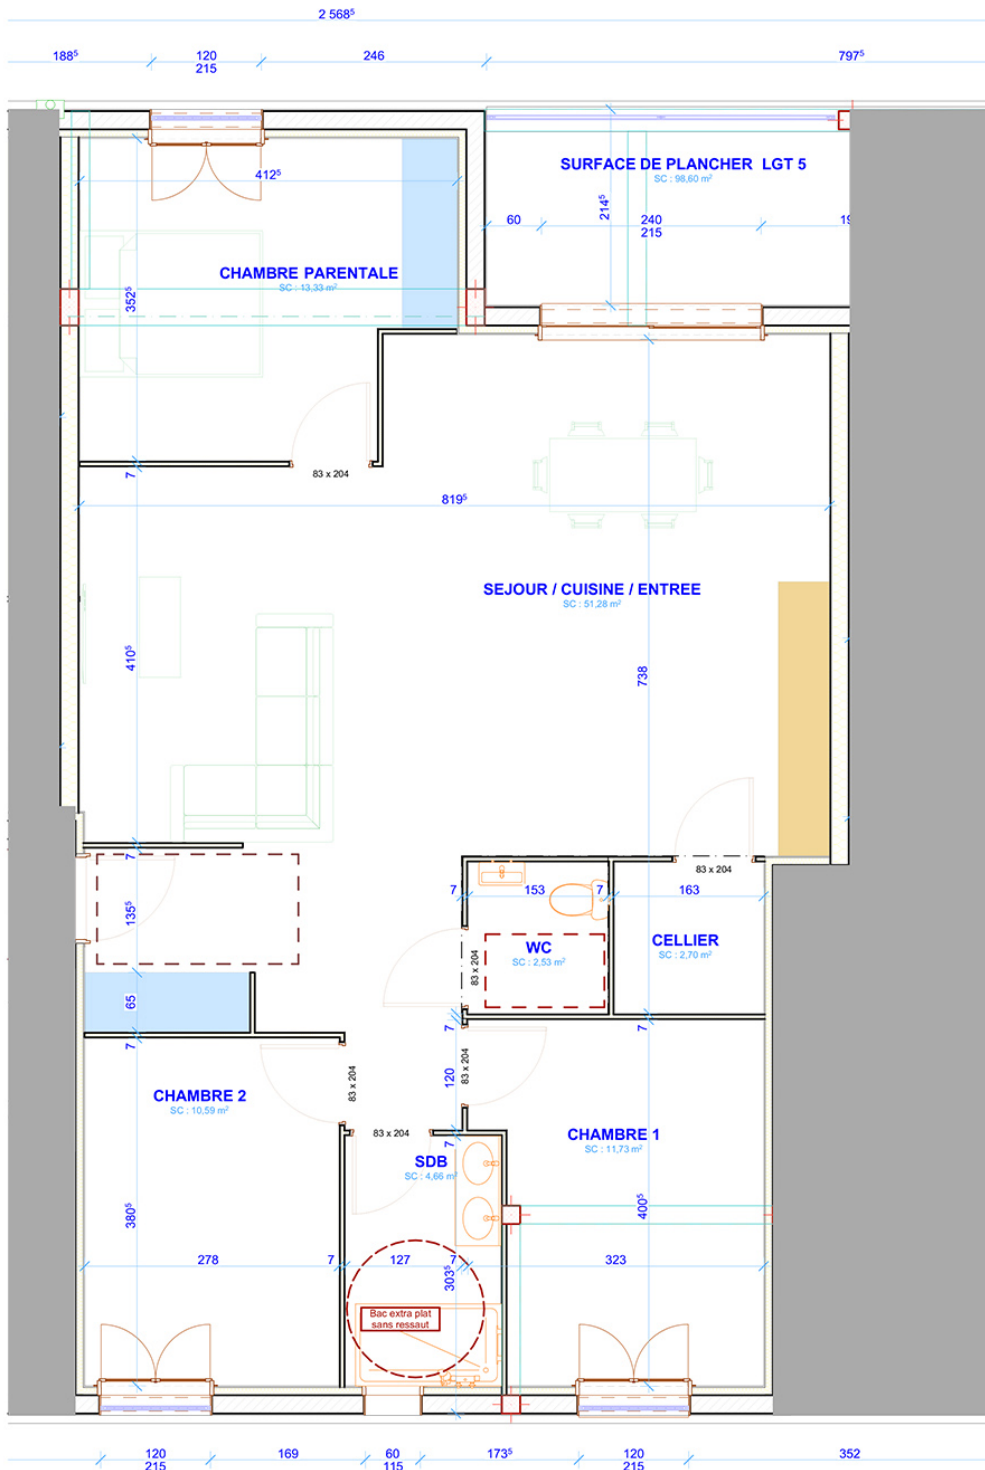 2 568⁵
188⁵ 120 246 797⁵
215
SURFACE DE PLANCHER LGT 5
SC : 98,60 m²
412⁵
214⁵
60 240 19
215
CHAMBRE PARENTALE
SC : 13,33 m²
352⁵
83 x 204
7
819⁵
SEJOUR / CUISINE / ENTREE
SC : 51,28 m²
410⁵
738
7
83 x 204
7 153 7 163
135⁵
WC
SC : 2,53 m²
CELLIER
SC : 2,70 m²
83 x 204
65
7
7
7
83 x 204
83 x 204
120
CHAMBRE 2
SC : 10,59 m²
83 x 204
7
CHAMBRE 1
SC : 11,73 m²
SDB
SC : 4,66 m²
380⁵
400⁵
278 7 127 7 323
303⁵
Bac extra plat
sans ressaut
120 169 60 173⁵ 120 352
215 115 215